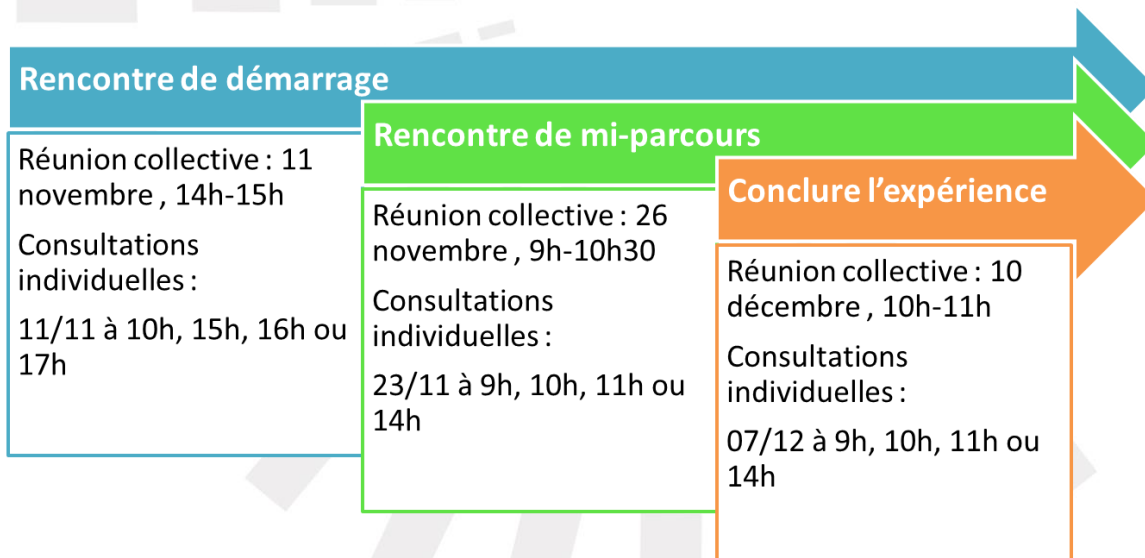 Rencontre de démarrage
Réunion collective : 11
novembre , 14h-15h
Consultations
individuelles :
11/11 à 10h, 15h, 16h ou
17h
Rencontre de mi-parcours
Réunion collective : 26
novembre , 9h-10h30
Consultations
individuelles :
23/11 à 9h, 10h, 11h ou
14h
Conclure l’expérience
Réunion collective : 10
décembre , 10h-11h
Consultations
individuelles :
07/12 à 9h, 10h, 11h ou
14h